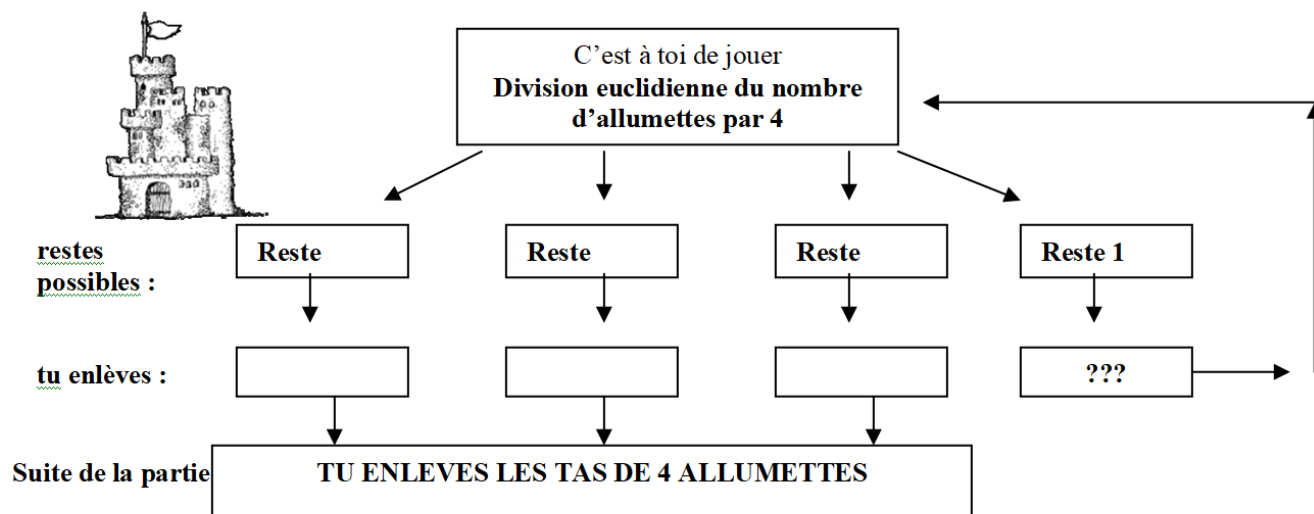 C'est à toi de jouer
Division euclidienne du nombre
d'allumettes par 4
restes
possibles :
Reste
Reste
Reste
Reste 1
tu enlèves :
???
Suite de la partie
TU ENLEVES LES TAS DE 4 ALLUMETTES